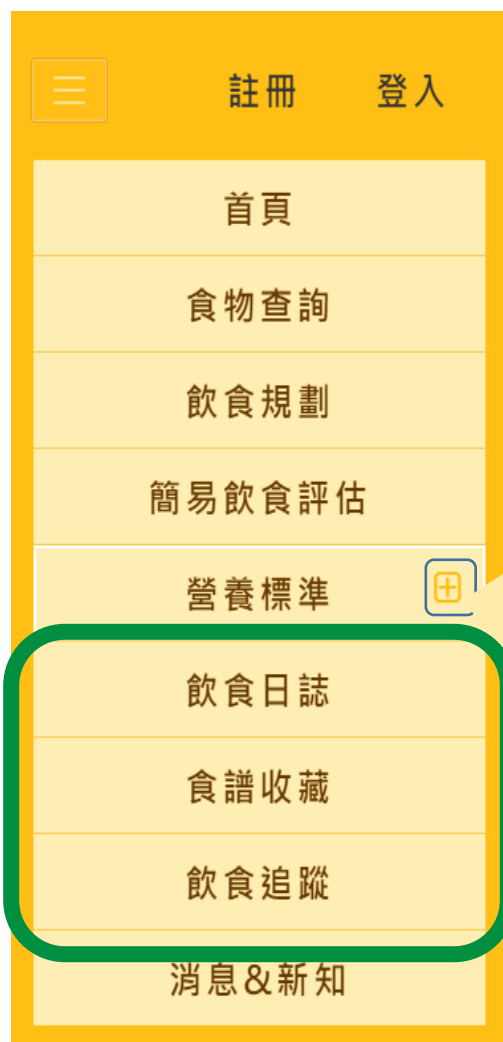 註冊 登入
首頁
食物查詢
飲食規劃
簡易飲食評估
營養標準
飲食日誌
食譜收藏
飲食追蹤
消息&新知